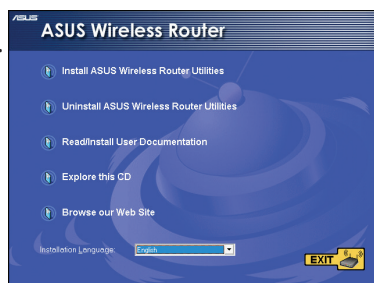 /SUS
ASUS Wireless Router
Install ASUS Wireless Router Utilities
Uninstall ASUS Wireless Router Utilities
Read/Install User Documentation
Explore this CD
Browse our Web Site
Installation Language: English
EXIT